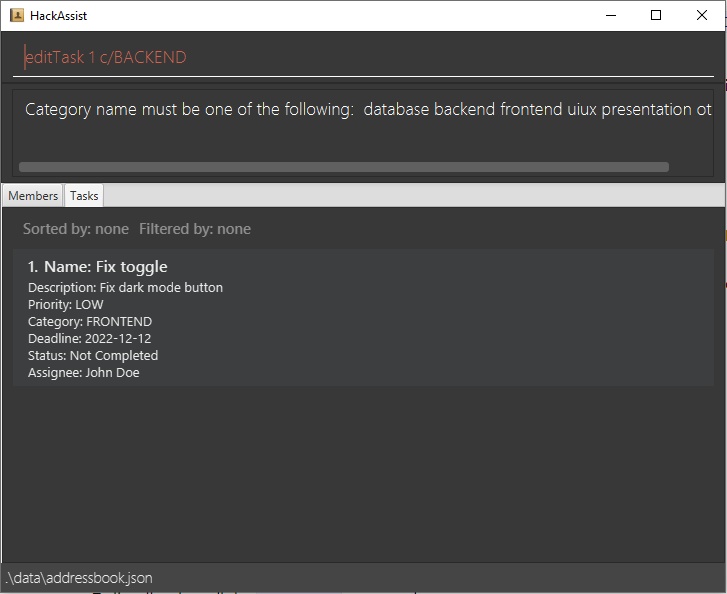 HackAssist
editTask 1 c/BACKEND
Category name must be one of the following:  database backend frontend uiux presentation ot
Members Tasks
Sorted by: none Filtered by: none
1. Name: Fix toggle
Description: Fix dark mode button
Priority: LOW
Category: FRONTEND
Deadline: 2022-12-12
Status: Not Completed
Assignee: John Doe
.\data\addressbook.json